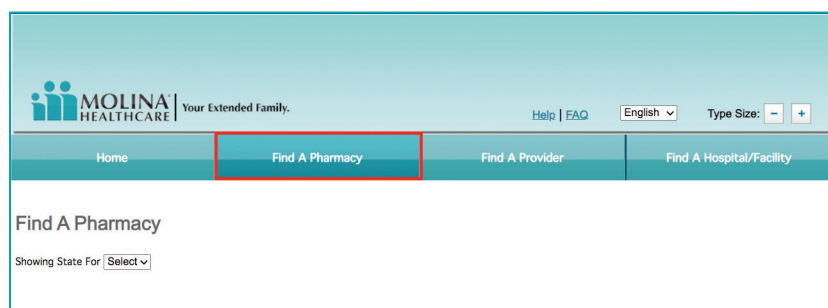 MOLINA®
HEALTHCARE
Your Extended Family.
Help | FAQ
English
Type Size: - +
Home
Find A Pharmacy
Find A Provider
Find A Hospital/Facility
Find A Pharmacy
Showing State For Select